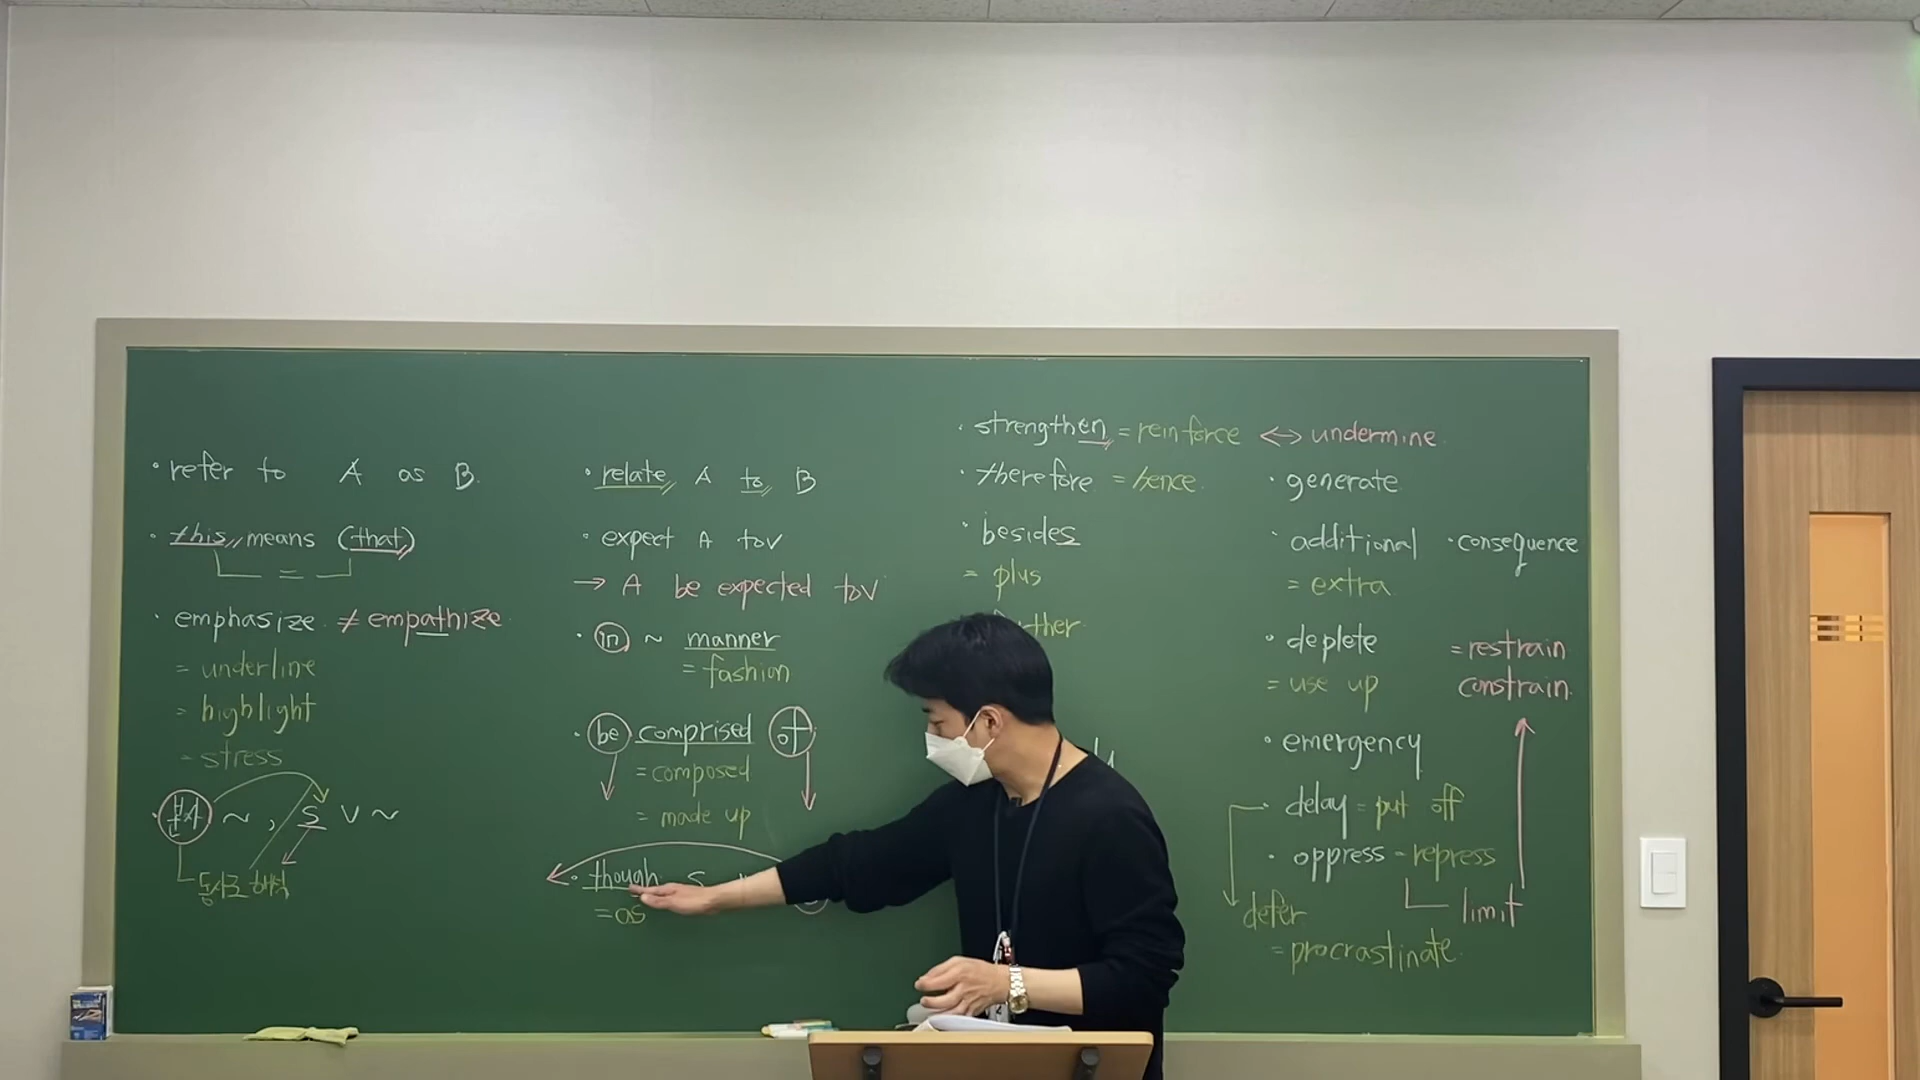 · refer to A as B.
· this means (that)
=
· emphasize ≠ empathize
= underline
= highlight
= stress
· 분사 ~ , S V ~
동시로 해석
· relate A to B
· expect A toV
→ A be expected toV
· in ~ manner
= fashion
· be comprised of
= composed
= made up
· though S
= as
· strengthen = reinforce ↔ undermine
· therefore = hence
· besides
= plus
· generate
· additional · consequence
= extra
· deplete
= use up
= restrain
constrain
· emergency
· delay = put off
· oppress = repress
limit
defer
= procrastinate